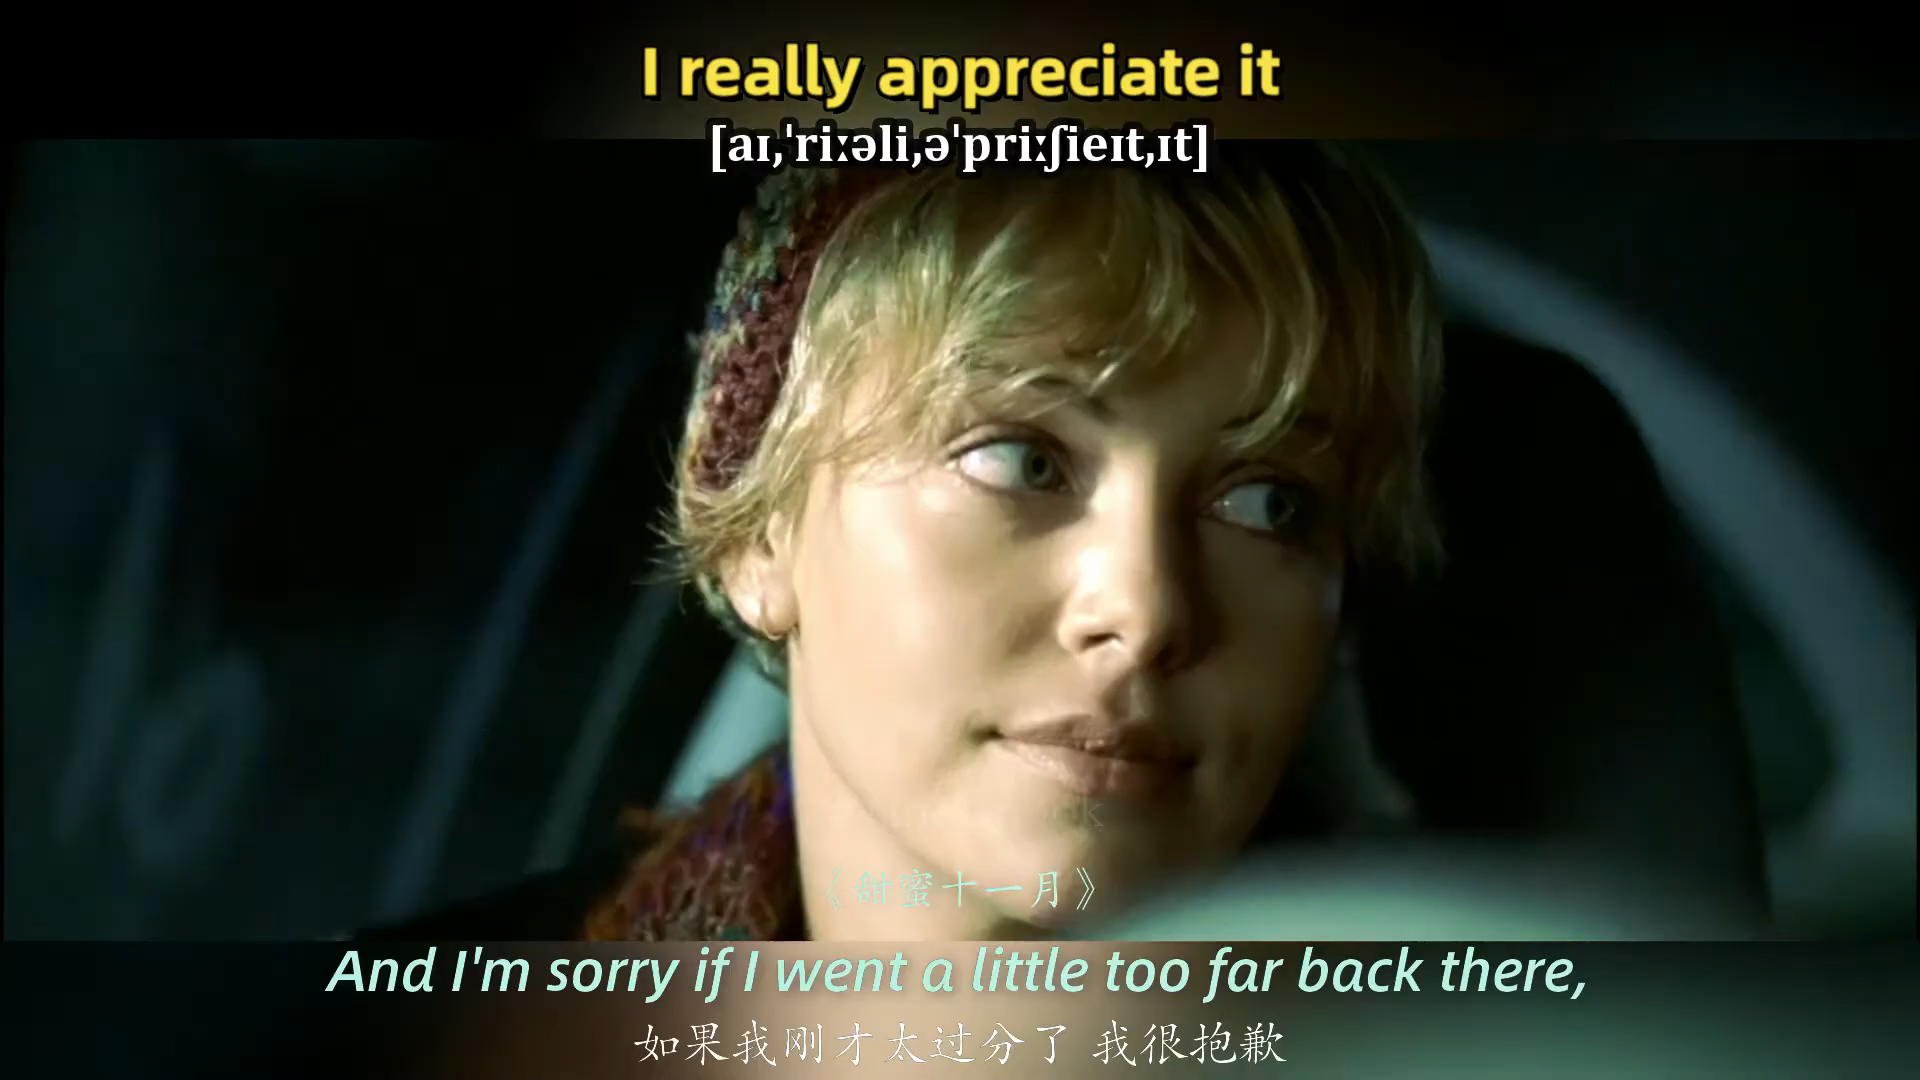 I really appreciate it
[aɪ,ˈriːəli,əˈpriːʃieɪt,ɪt]
《甜蜜十一月》
And I'm sorry if I went a little too far back there,
如果我刚才太过分了 我很抱歉